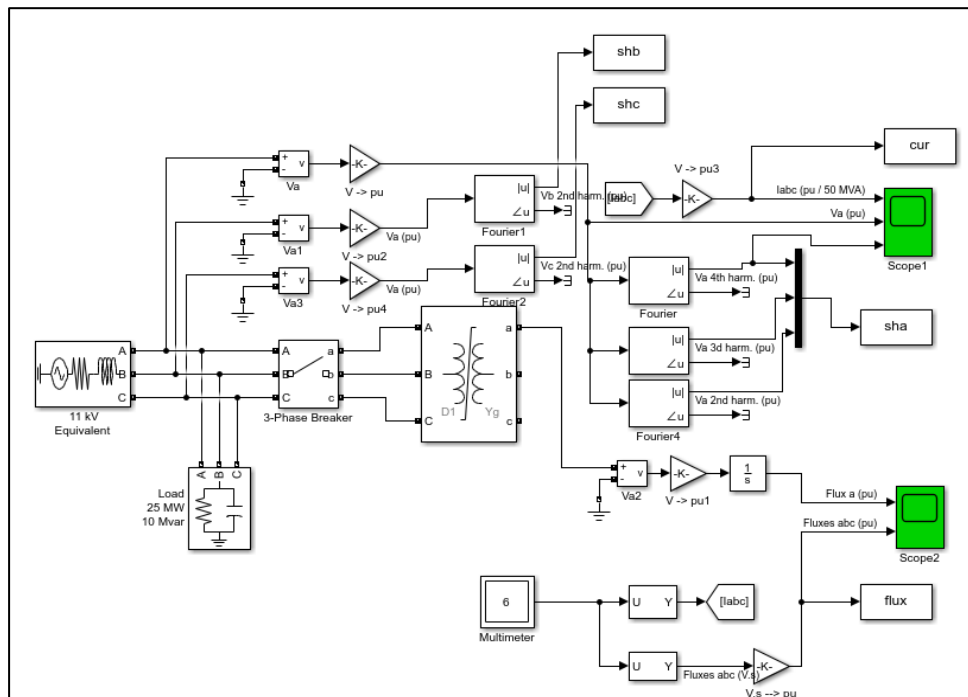 shb
shc
cur
+
-
v
Va
-K-
V -> pu
+
-
v
Va1
-K-
V -> pu2
Va (pu)
+
-
v
Va3
-K-
V -> pu4
Va (pu)
|u|
∠u
Fourier1
Vb 2nd harm. (pu)
|u|
∠u
Fourier2
Vc 2nd harm. (pu)
[Iabc]
-K-
V -> pu3
Iabc (pu / 50 MVA)
Va (pu)
Scope1
|u|
∠u
Fourier
Va 4th harm. (pu)
|u|
∠u
Va 3d harm. (pu)
|u|
∠u
Fourier4
Va 2nd harm. (pu)
sha
A
B
C
11 kV
Equivalent
A
B
C
a
b
c
3-Phase Breaker
A
B
C
D1
Yg
a
b
c
A
B
C
Load
25 MW
10 Mvar
+
-
v
Va2
-K-
V -> pu1
1
s
Flux a (pu)
Fluxes abc (pu)
Scope2
6
Multimeter
U
Y
[Iabc]
U
Y
Fluxes abc (V.s)
-K-
V.s --> pu
flux